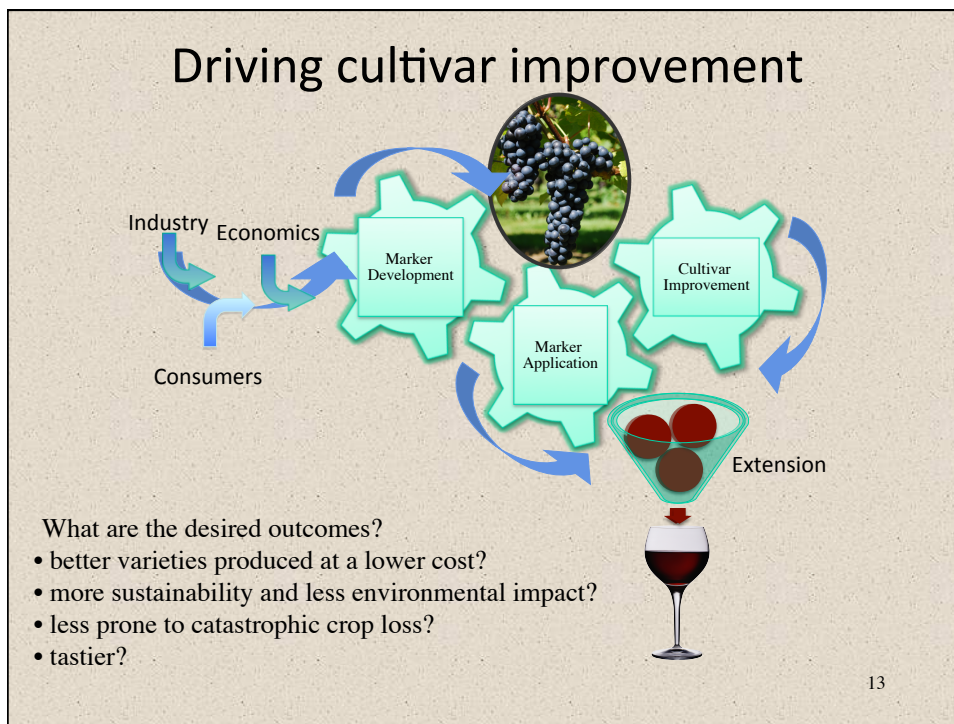 Driving cultivar improvement
Industry
Economics
Consumers
Marker
Development
Marker
Application
Cultivar
Improvement
Extension
What are the desired outcomes?
• better varieties produced at a lower cost?
• more sustainability and less environmental impact?
• less prone to catastrophic crop loss?
• tastier?
13